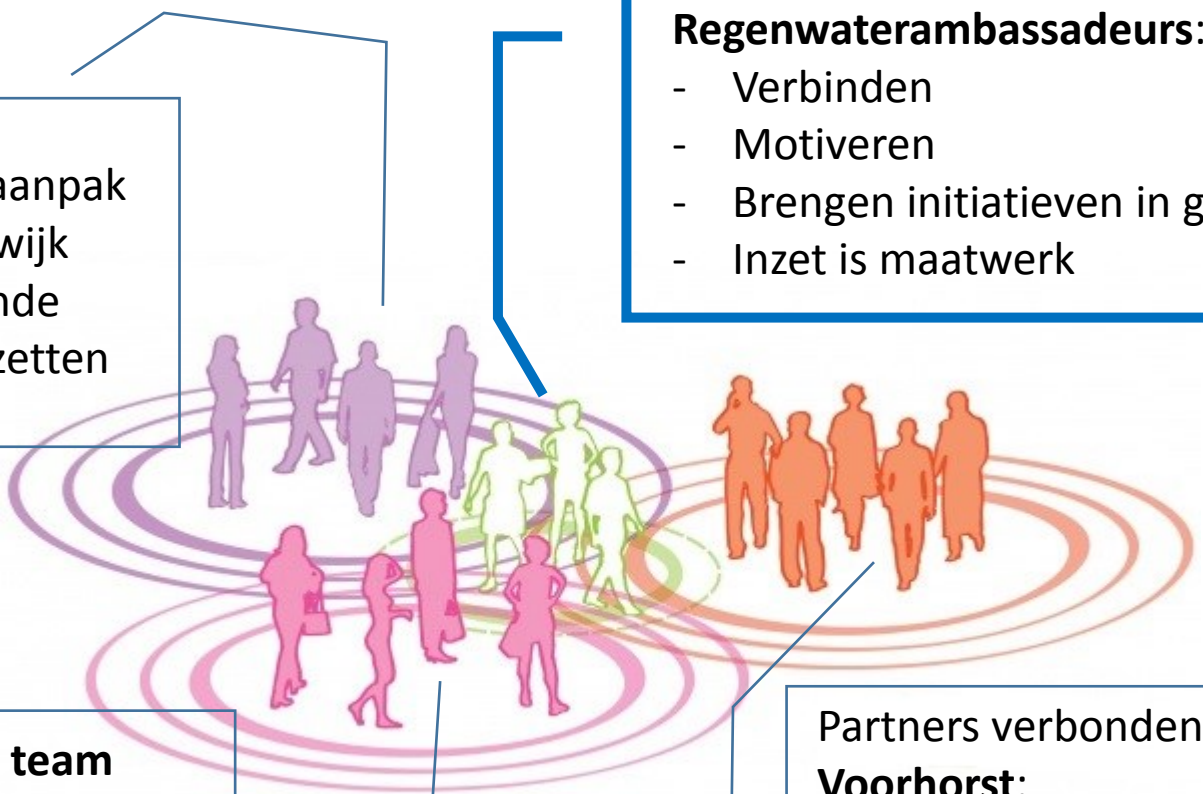 Regenwaterambassadeurs:
- Verbinden
- Motiveren
- Brengen initiatieven in g
- Inzet is maatwerk
aanpak
wijk
nde
zetten
team
Partners verbonden
Voorhorst: